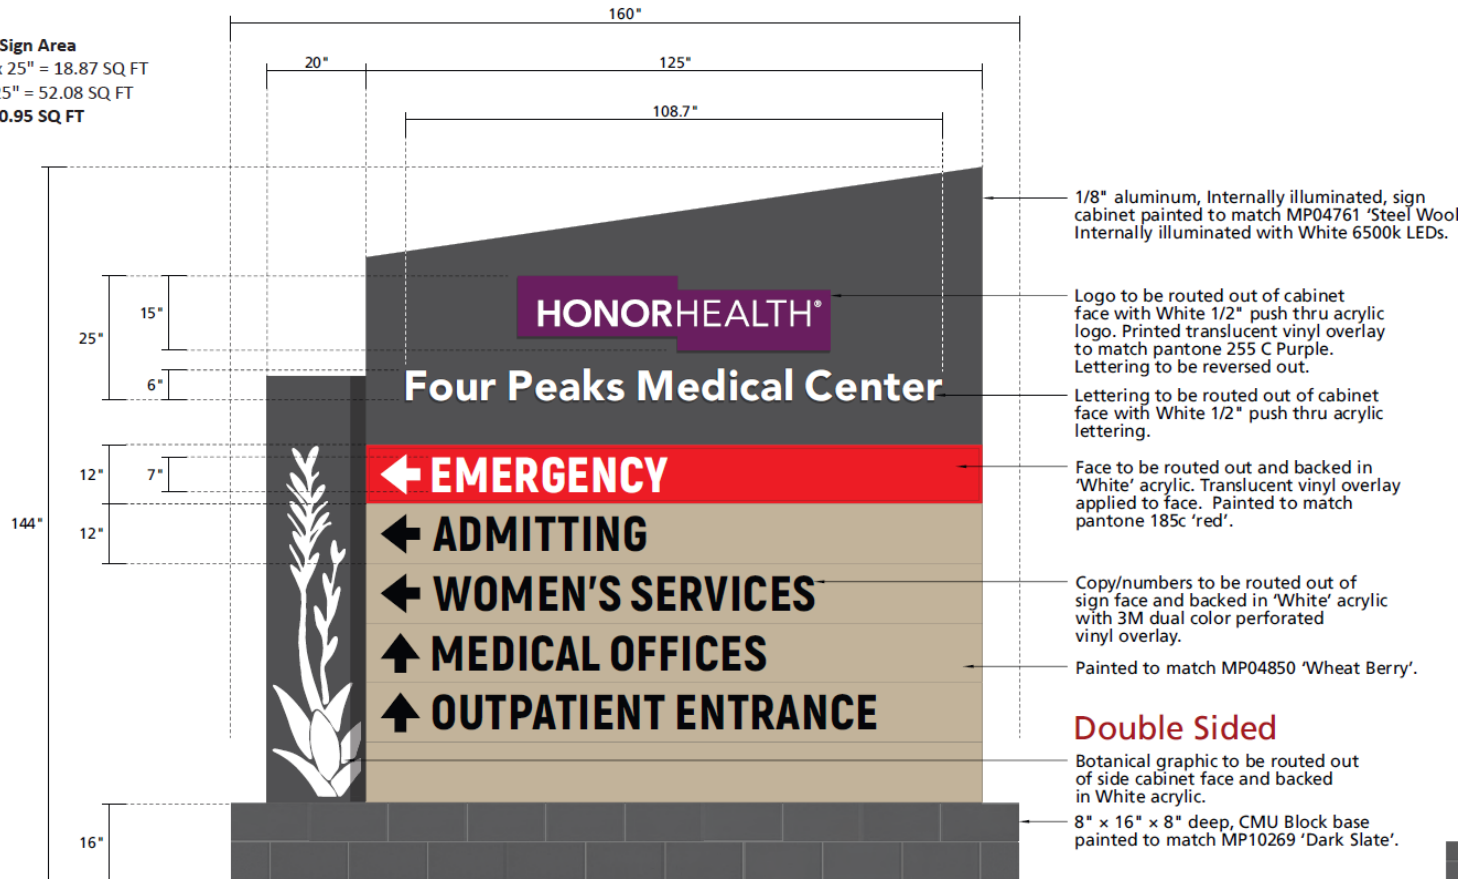 160"
Sign Area
x 25" = 18.87 SQ FT
25" = 52.08 SQ FT
0.95 SQ FT
20"
125"
108.7"
1/8" aluminum, Internally illuminated, sign
cabinet painted to match MP04761 ‘Steel Wool
Internally illuminated with White 6500k LEDs.
HONORHEALTH®
Logo to be routed out of cabinet
face with White 1/2" push thru acrylic
logo. Printed translucent vinyl overlay
to match pantone 255 C Purple.
Lettering to be reversed out.
15"
25"
6"
Four Peaks Medical Center
Lettering to be routed out of cabinet
face with White 1/2" push thru acrylic
lettering.
12"
7"
EMERGENCY
Face to be routed out and backed in
‘White’ acrylic. Translucent vinyl overlay
applied to face. Painted to match
pantone 185c ‘red’.
144"
12"
ADMITTING
WOMEN’S SERVICES
Copy/numbers to be routed out of
sign face and backed in ‘White’ acrylic
with 3M dual color perforated
vinyl overlay.
MEDICAL OFFICES
Painted to match MP04850 ‘Wheat Berry’.
OUTPATIENT ENTRANCE
Double Sided
Botanical graphic to be routed out
of side cabinet face and backed
in White acrylic.
16"
8" × 16" × 8" deep, CMU Block base
painted to match MP10269 ‘Dark Slate’.